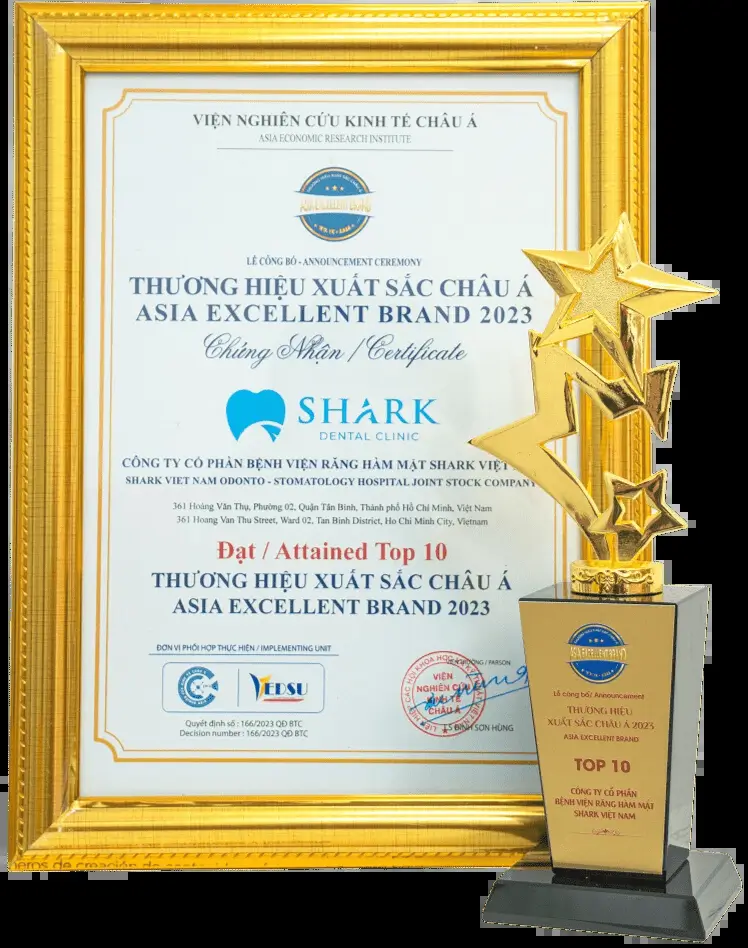 VIỆN NGHIÊN CỨU KINH TẾ CHÂU Á
ASIA ECONOMIC RESEARCH INSTITUTE
LỄ CÔNG BỐ - ANNOUNCEMENT CEREMONY
THƯƠNG HIỆU XUẤT SẮC CHÂU Á
ASIA EXCELLENT BRAND 2023
Chứng Nhận / Certificate
SHARK
DENTAL CLINIC
CÔNG TY CỔ PHẦN BỆNH VIỆN RĂNG HÀM MẶT SHARK VIỆT
SHARK VIET NAM ODONTO - STOMATOLOGY HOSPITAL JOINT STOCK COMPANY
361 Hoàng Văn Thụ, Phường 02, Quận Tân Bình, Thành phố Hồ Chí Minh, Việt Nam
361 Hoang Van Thu Street, Ward 02, Tan Binh District, Ho Chi Minh City, Vietnam
Đạt / Attained Top 10
THƯƠNG HIỆU XUẤT SẮC CHÂU Á
ASIA EXCELLENT BRAND 2023
ĐƠN VỊ PHỐI HỢP THỰC HIỆN / IMPLEMENTING UNIT
VEDSU
Quyết định số : 166/2023 QĐ BTC
Decision number : 166/2023 QĐ BTC
/ PARSON
VIỆN
NGHIÊN CỨU
KINH TẾ
CHÂU Á
ĐINH SƠN HÙNG
Lễ công bố/ Announcement
THƯƠNG HIỆU
XUẤT SẮC CHÂU Á 2023
ASIA EXCELLENT BRAND
TOP 10
CÔNG TY CỔ PHẦN
BỆNH VIỆN RĂNG HÀM MẶT
SHARK VIỆT NAM